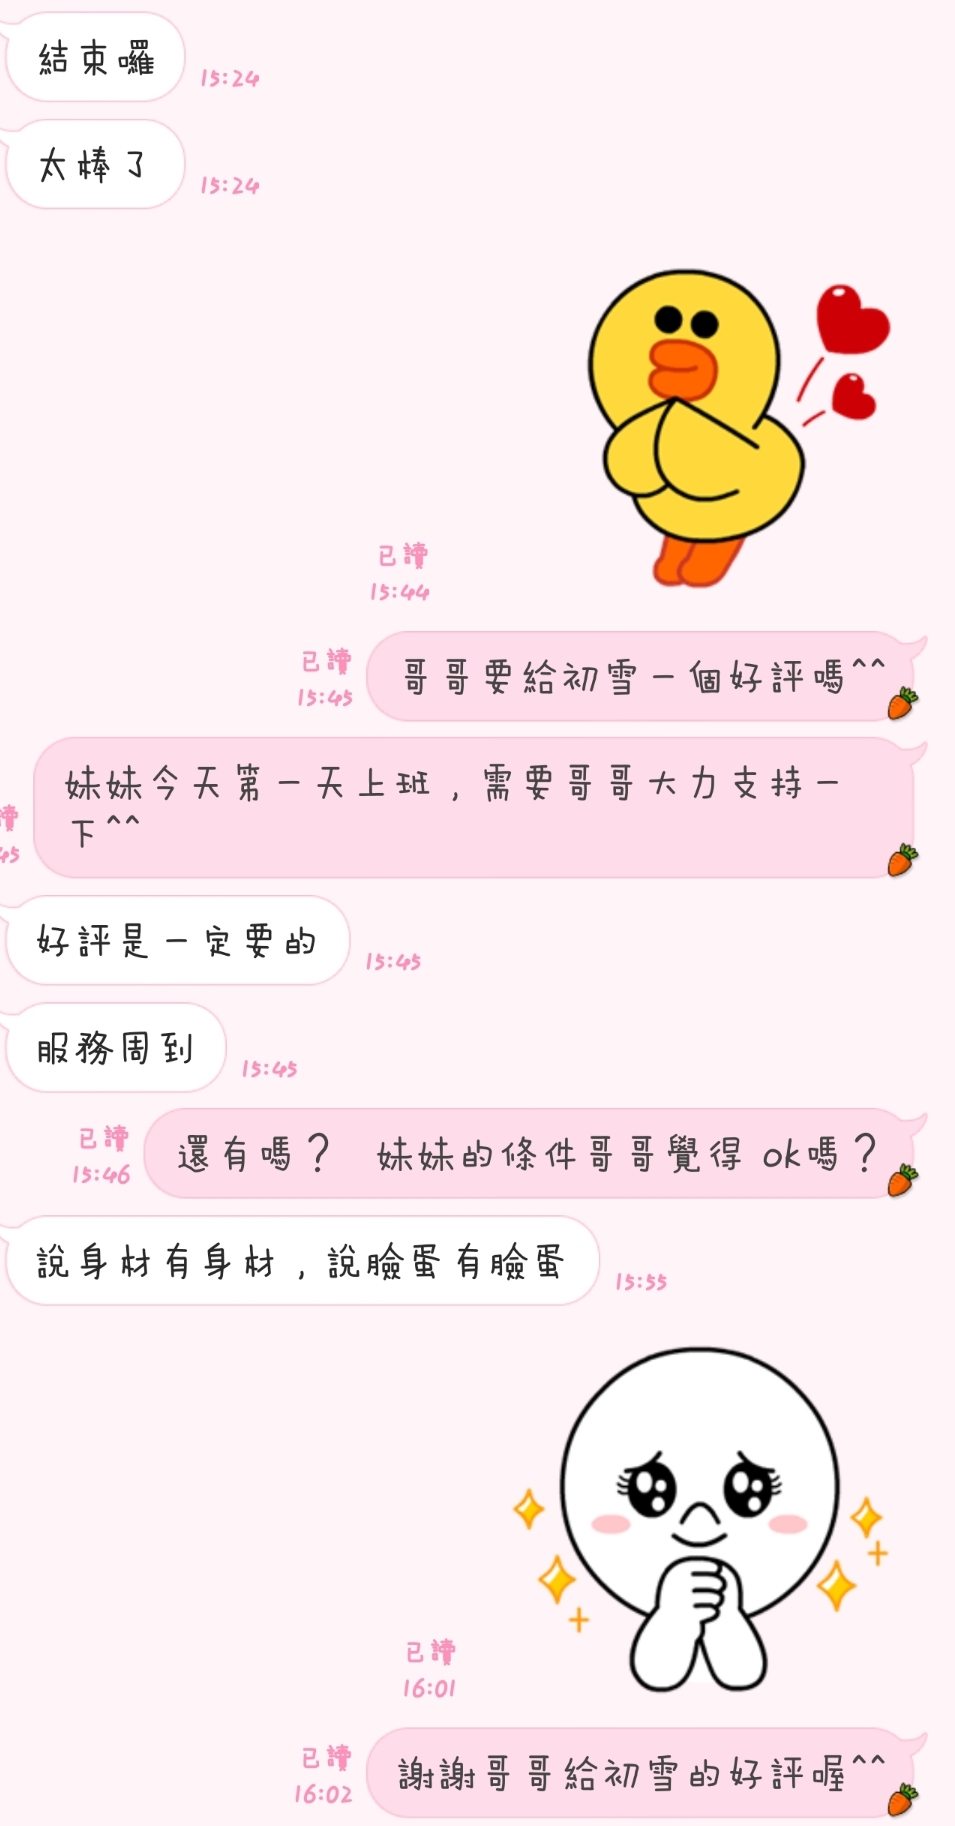 結束囉
15:24
太棒了
15:24
已讀
15:44
已讀
15:45
哥哥要給初雪一個好評嗎^^
妹妹今天第一天上班，需要哥哥大力支持一
下^^
讀
45
好評是一定要的
15:45
服務周到
15:45
已讀
15:46
還有嗎？ 妹妹的條件哥哥覺得 ok嗎？
說身材有身材，說臉蛋有臉蛋
15:55
已讀
16:01
已讀
16:02
謝謝哥哥給初雪的好評喔^^